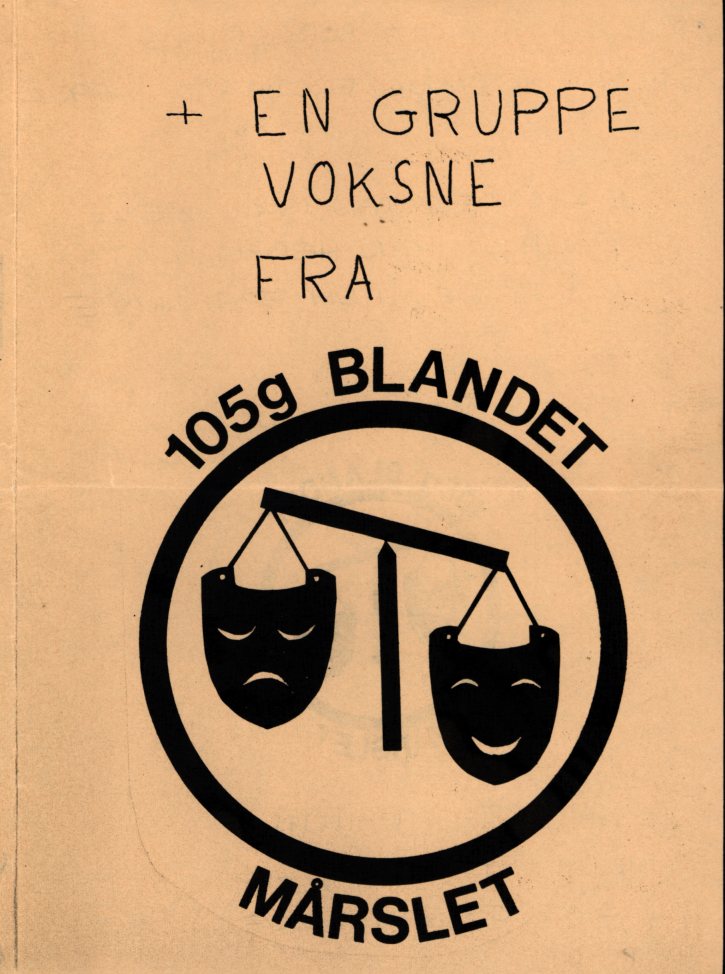 + EN GRUPPE
VOKSNE
FRA
105g BLANDET
MÅRSLET